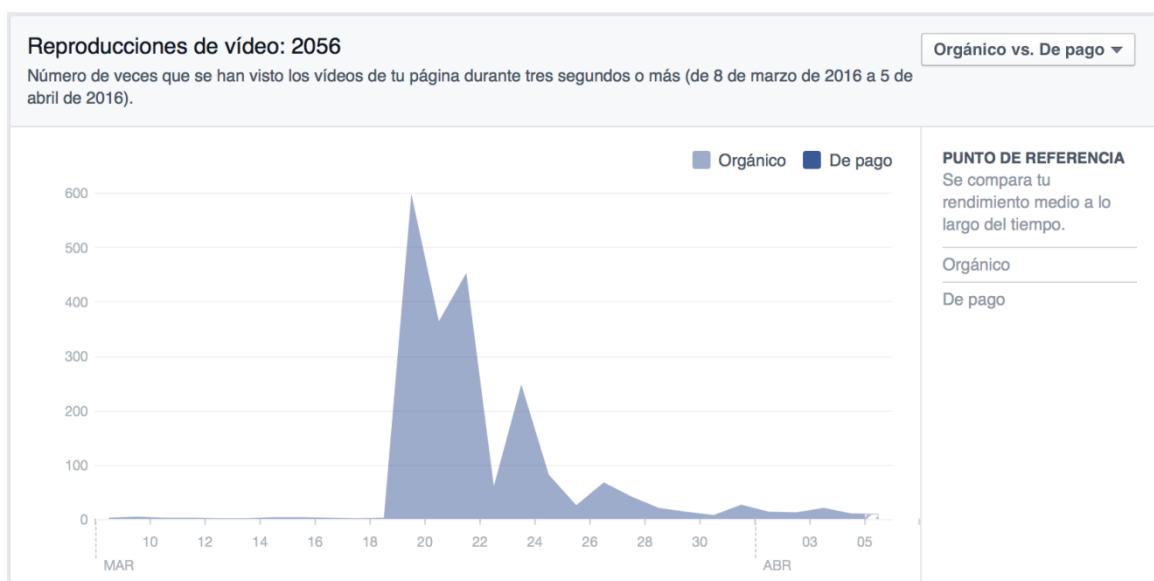 Reproducciones de vídeo: 2056
Orgánico vs. De pago
Número de veces que se han visto los vídeos de tu página durante tres segundos o más (de 8 de marzo de 2016 a 5 de
abril de 2016).
Orgánico De pago
PUNTO DE REFERENCIA
Se compara tu
rendimiento medio a lo
largo del tiempo.
Orgánico
De pago
600
500
400
300
200
100
0
10 12 14 16 18 20 22 24 26 28 30 03 05
MAR ABR